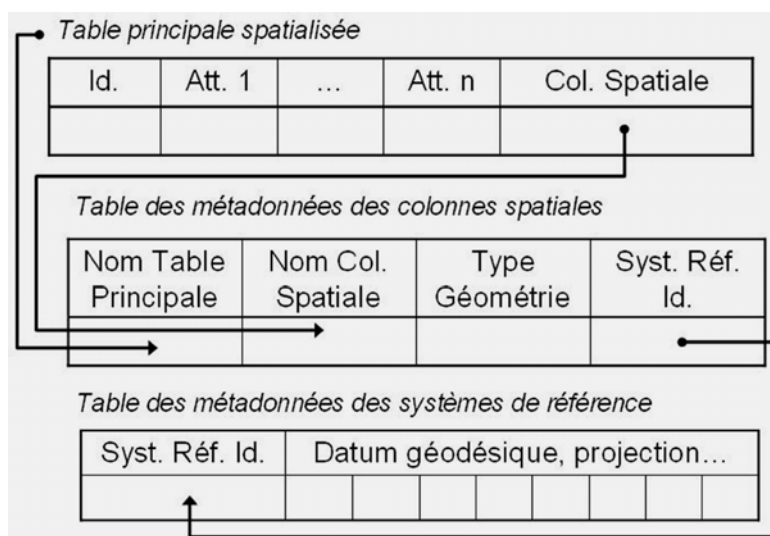 Table principale spatialisée
Id. Att. 1 ... Att. n Col. Spatiale
Table des métadonnées des colonnes spatiales
Nom Table Nom Col. Type Syst. Réf.
Principale Spatiale Géométrie Id.
Table des métadonnées des systèmes de référence
Syst. Réf. Id. Datum géodésique, projection...